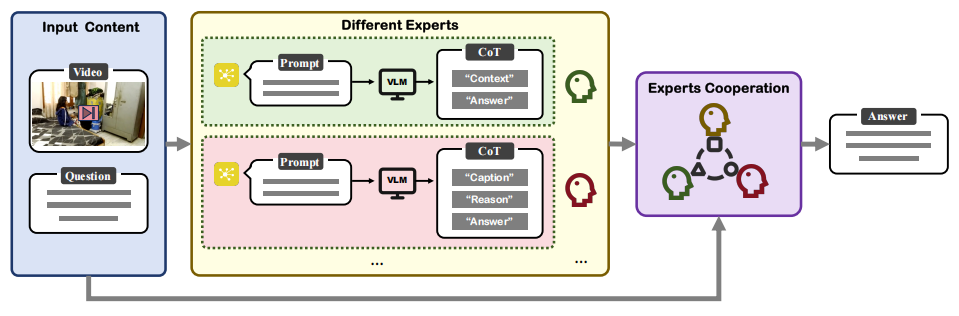 Input Content
Video
Question
Different Experts
Prompt
VLM
CoT
“Context”
“Answer”
Prompt
VLM
CoT
“Caption”
“Reason”
“Answer”
...
...
Experts Cooperation
Answer